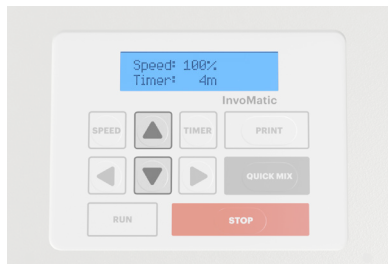 Speed: 100%
Timer: 4m
InvoMatic
SPEED
TIMER
PRINT
QUICK MIX
RUN
STOP